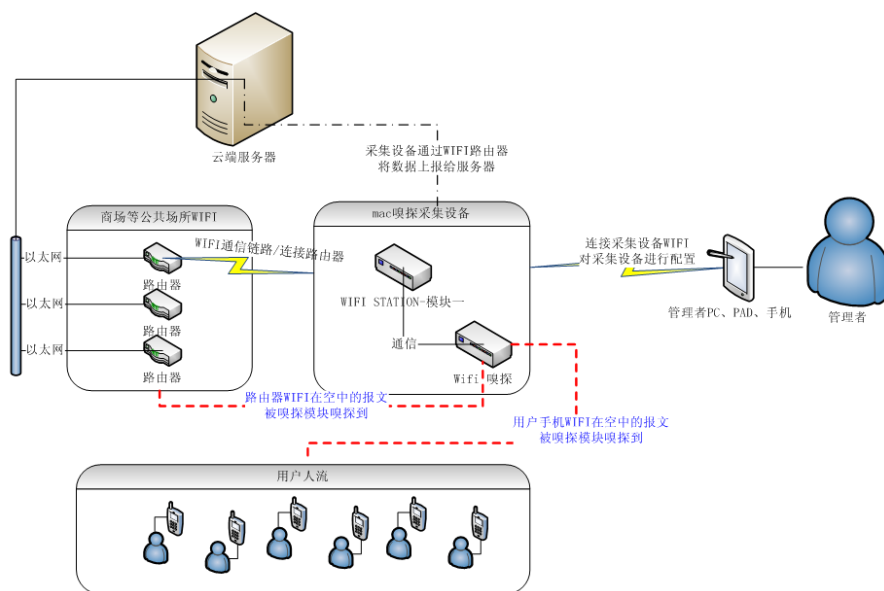 云端服务器
采集设备通过WIFI路由器
将数据上报给服务器
商场等公共场所WIFI
mac嗅探采集设备
以太网
路由器
WIFI通信链路/连接路由器
连接采集设备WIFI
对采集设备进行配置
WIFI STATION-模块一
管理者PC、PAD、手机
管理者
以太网
路由器
以太网
路由器
通信
Wifi 嗅探
路由器WIFI在空中的报文
被嗅探模块嗅探到
用户手机WIFI在空中的报文
被嗅探模块嗅探到
用户人流